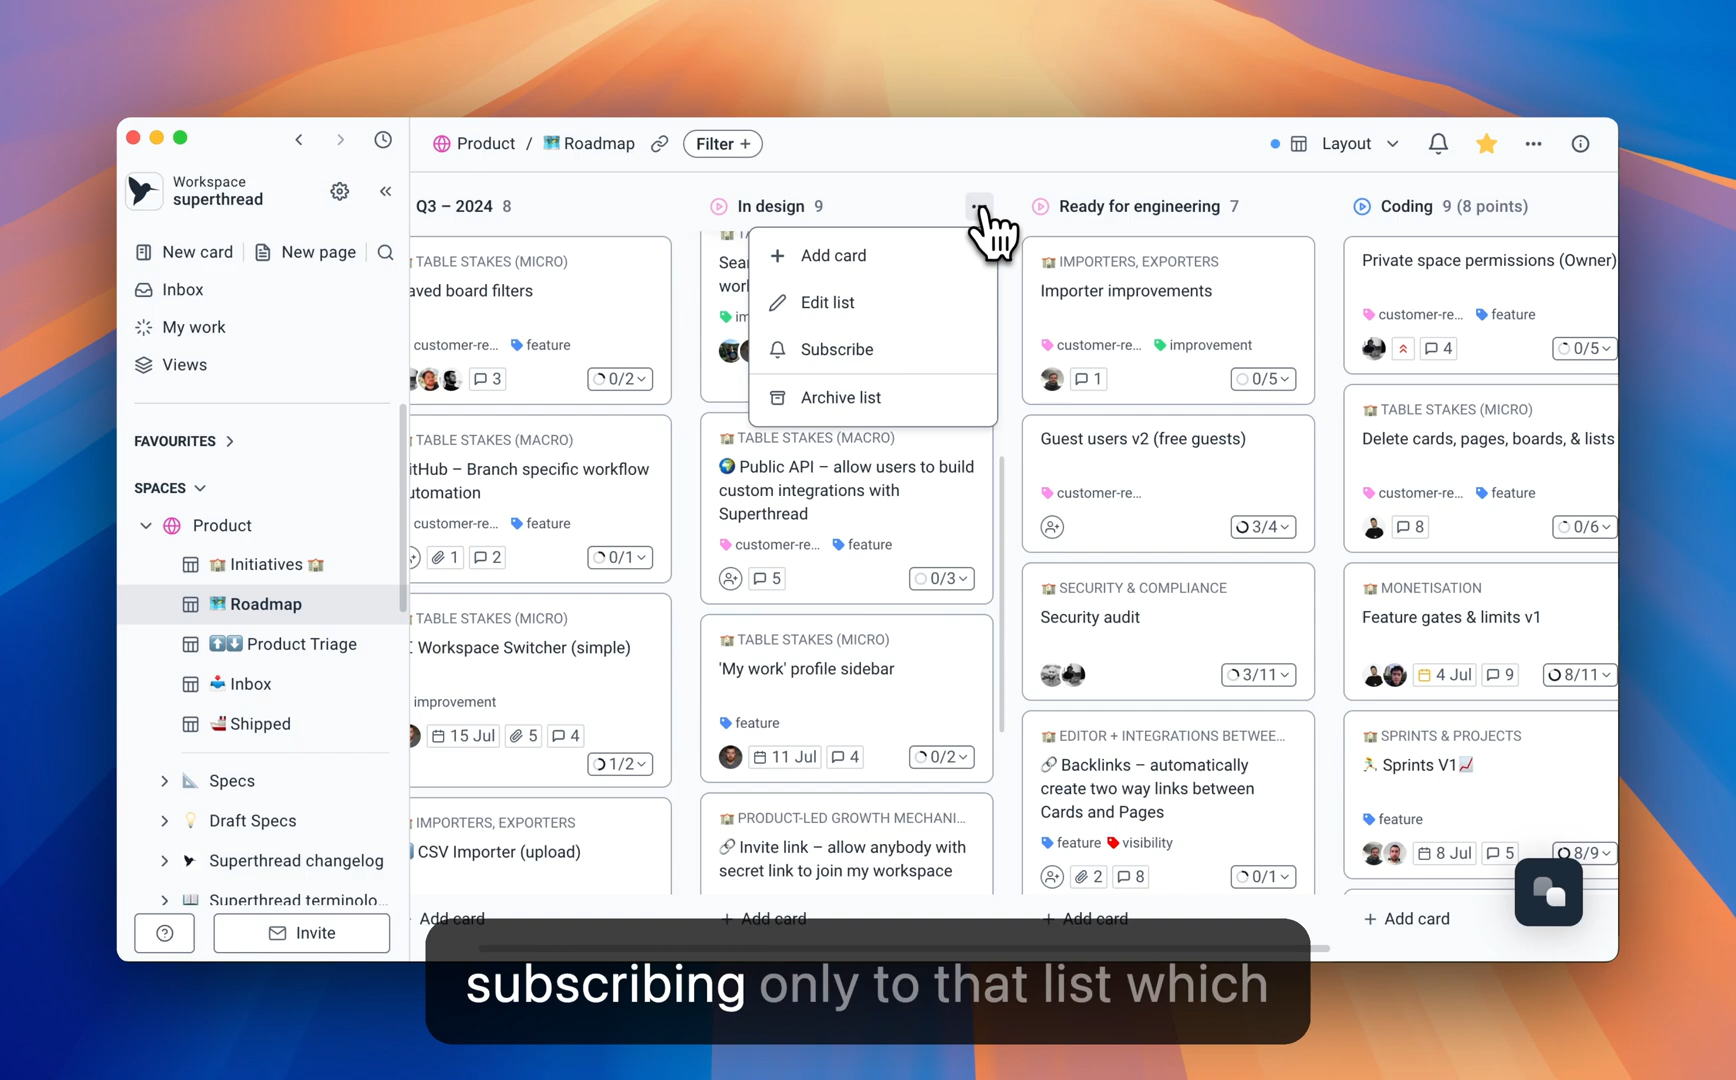 Workspace
superthread
New card
New page
Inbox
My work
Views
FAVOURITES
SPACES
Product
Initiatives
Roadmap
Product Triage
Inbox
Shipped
Specs
Draft Specs
Superthread changelog
Superthread terminolo...
Invite
Product / Roadmap
Filter +
Layout
Q3 – 2024 8
TABLE STAKES (MICRO)
aved board filters
customer-re... feature
3 0/2
TABLE STAKES (MACRO)
itHub – Branch specific workflow
utomation
customer-re... feature
1 2 0/1
TABLE STAKES (MICRO)
Workspace Switcher (simple)
improvement
15 Jul 5 4
1/2
IMPORTERS, EXPORTERS
CSV Importer (upload)
Add card
In design 9
Add card
Edit list
Subscribe
Archive list
TABLE STAKES (MACRO)
Public API – allow users to build
custom integrations with
Superthread
customer-re... feature
5 0/3
TABLE STAKES (MICRO)
'My work' profile sidebar
feature
11 Jul 4 0/2
PRODUCT-LED GROWTH MECHANI...
Invite link – allow anybody with
secret link to join my workspace
+ Add card
Ready for engineering 7
IMPORTERS, EXPORTERS
Importer improvements
customer-re... improvement
1 0/5
Guest users v2 (free guests)
customer-re...
3/4
SECURITY & COMPLIANCE
Security audit
3/11
EDITOR + INTEGRATIONS BETWEE...
Backlinks – automatically
create two way links between
Cards and Pages
feature visibility
2 8 0/1
+ Add card
Coding 9 (8 points)
Private space permissions (Owner)
customer-re... feature
4 0/5
TABLE STAKES (MICRO)
Delete cards, pages, boards, & lists
customer-re... feature
8 0/6
MONETISATION
Feature gates & limits v1
4 Jul 9 8/11
SPRINTS & PROJECTS
Sprints V1
feature
8 Jul 5 8/9
+ Add card
subscribing only to that list which